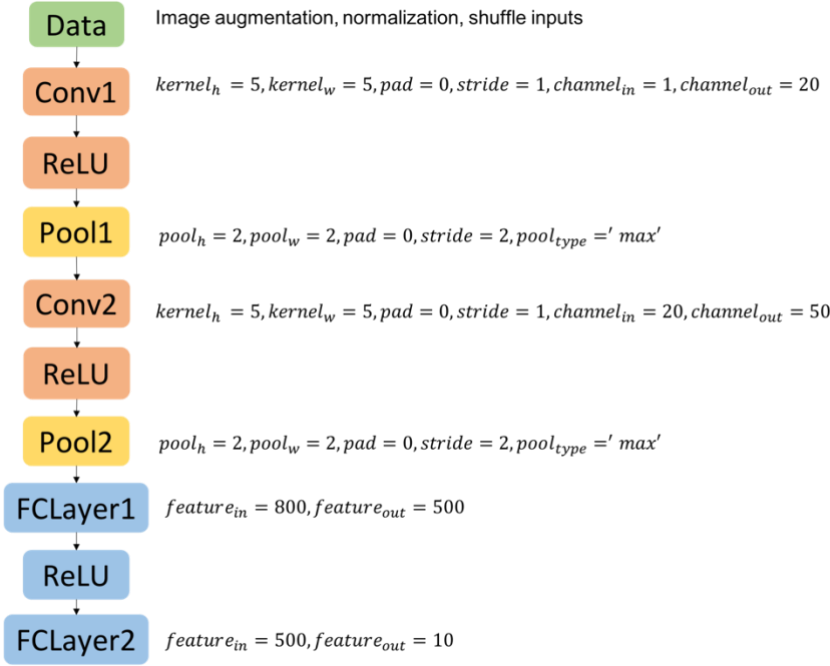 Data Image augmentation, normalization, shuffle inputs
Conv1 kernel_h = 5, kernel_w = 5, pad = 0, stride = 1, channel_in = 1, channel_out = 20
ReLU
Pool1 pool_h = 2, pool_w = 2, pad = 0, stride = 2, pool_type =' max'
Conv2 kernel_h = 5, kernel_w = 5, pad = 0, stride = 1, channel_in = 20, channel_out = 50
ReLU
Pool2 pool_h = 2, pool_w = 2, pad = 0, stride = 2, pool_type =' max'
FCLayer1 feature_in = 800, feature_out = 500
ReLU
FCLayer2 feature_in = 500, feature_out = 10